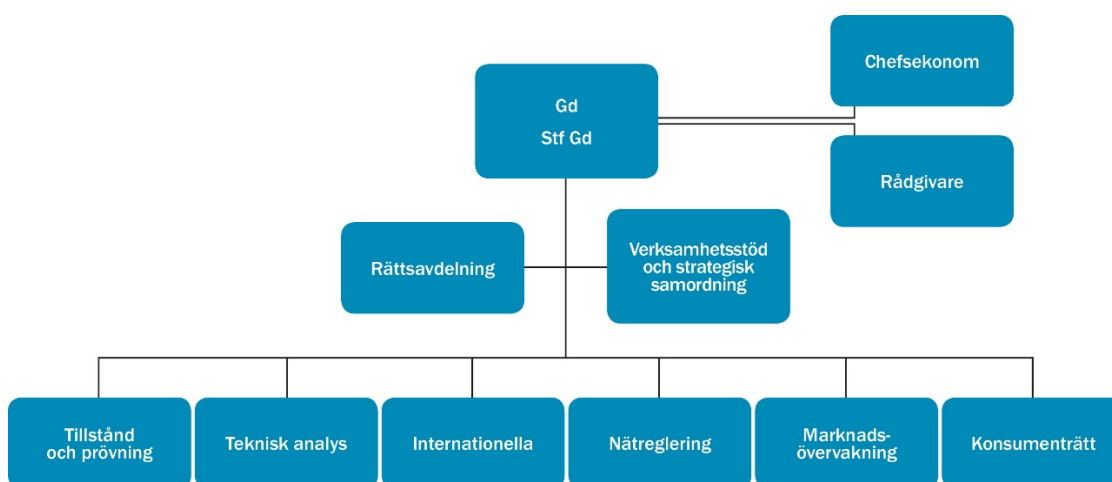 Chefsekonom
Gd
Stf Gd
Rådgivare
Rättsavdelning
Verksamhetsstöd
och strategisk
samordning
Tillstånd
och prövning
Teknisk analys
Internationella
Nätreglering
Marknads-
övervakning
Konsumenträtt